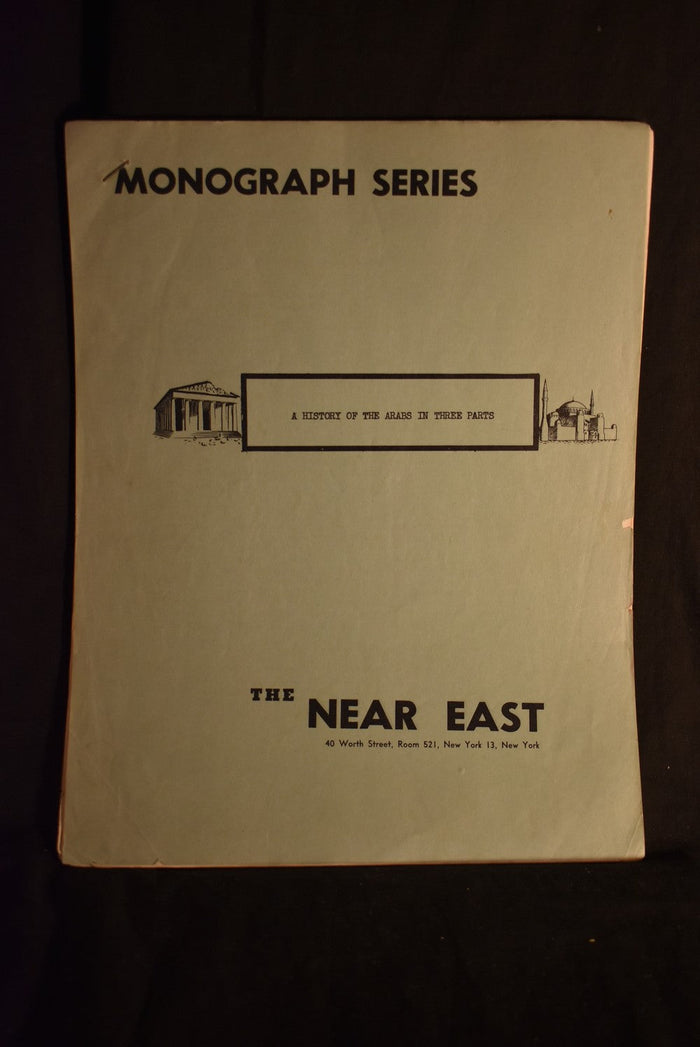 MONOGRAPH SERIES
A HISTORY OF THE ARABS IN THREE PARTS
THE
NEAR EAST
40 Worth Street, Room 521, New York 13, New York